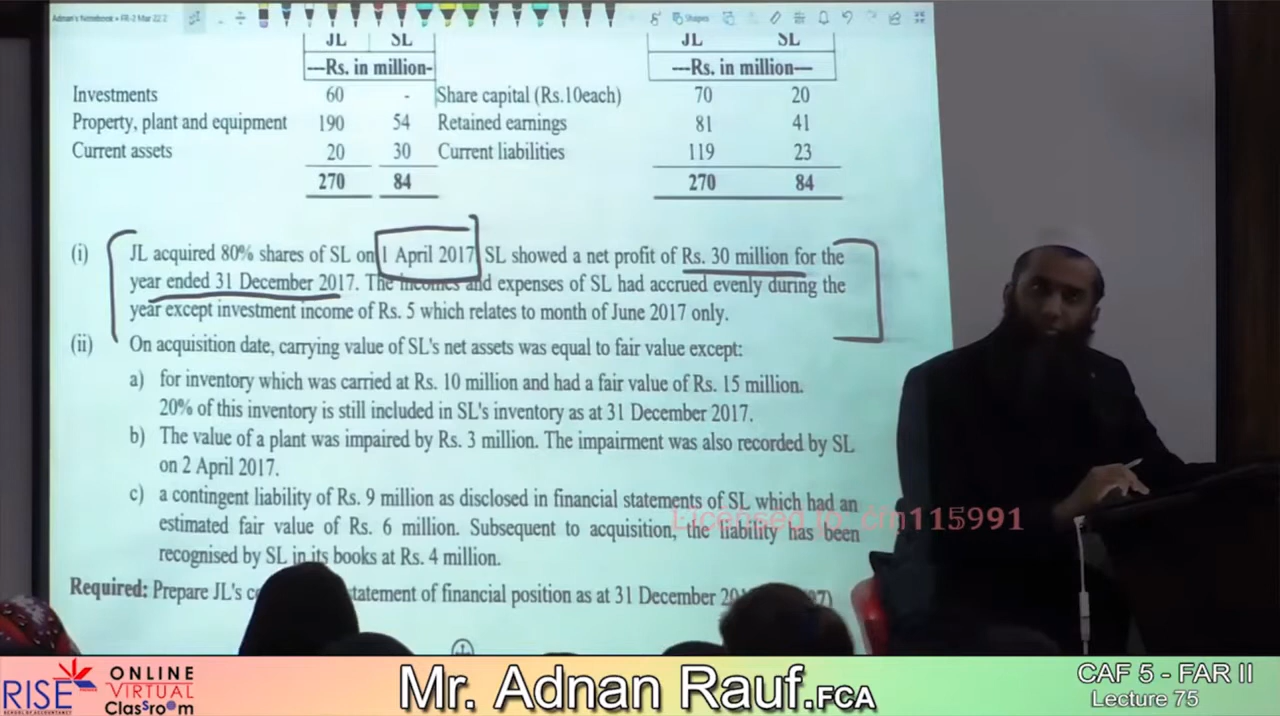 Adnan's Notebook » FR-2 Mar 22 2
Shapes
JL SL JL SL
---Rs. in million- ---Rs. in million---
Investments 60 - Share capital (Rs.10each) 70 20
Property, plant and equipment 190 54 Retained earnings 81 41
Current assets 20 30 Current liabilities 119 23
270 84 270 84
(i) JL acquired 80% shares of SL on 1 April 2017 SL showed a net profit of Rs. 30 million for the
year ended 31 December 2017. The incomes and expenses of SL had accrued evenly during the
year except investment income of Rs. 5 which relates to month of June 2017 only.
(ii) On acquisition date, carrying value of SL's net assets was equal to fair value except:
a) for inventory which was carried at Rs. 10 million and had a fair value of Rs. 15 million.
20% of this inventory is still included in SL's inventory as at 31 December 2017.
b) The value of a plant was impaired by Rs. 3 million. The impairment was also recorded by SL
on 2 April 2017.
c) a contingent liability of Rs. 9 million as disclosed in financial statements of SL which had an
estimated fair value of Rs. 6 million. Subsequent to acquisition, the liability has been
recognised by SL in its books at Rs. 4 million.
Required: Prepare JL's statement of financial position as at 31 December
RISE
ONLINE
VIRTUAL
ClassRoom
Mr. Adnan Rauf.FCA
CAF 5 - FAR II
Lecture 75